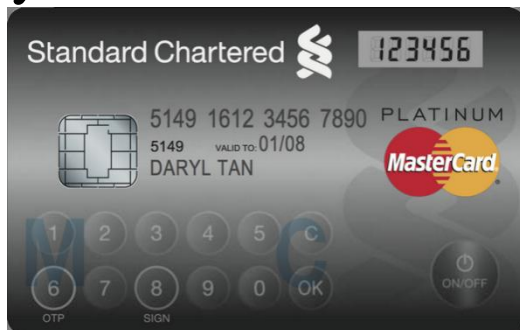 Standard Chartered 123456
5149 1612 3456 7890 PLATINUM
5149 VALID TO: 01/08
DARYL TAN MasterCard
M C
1 2 3 4 5 C
6 7 8 9 0 OK
OTP SIGN ON/OFF